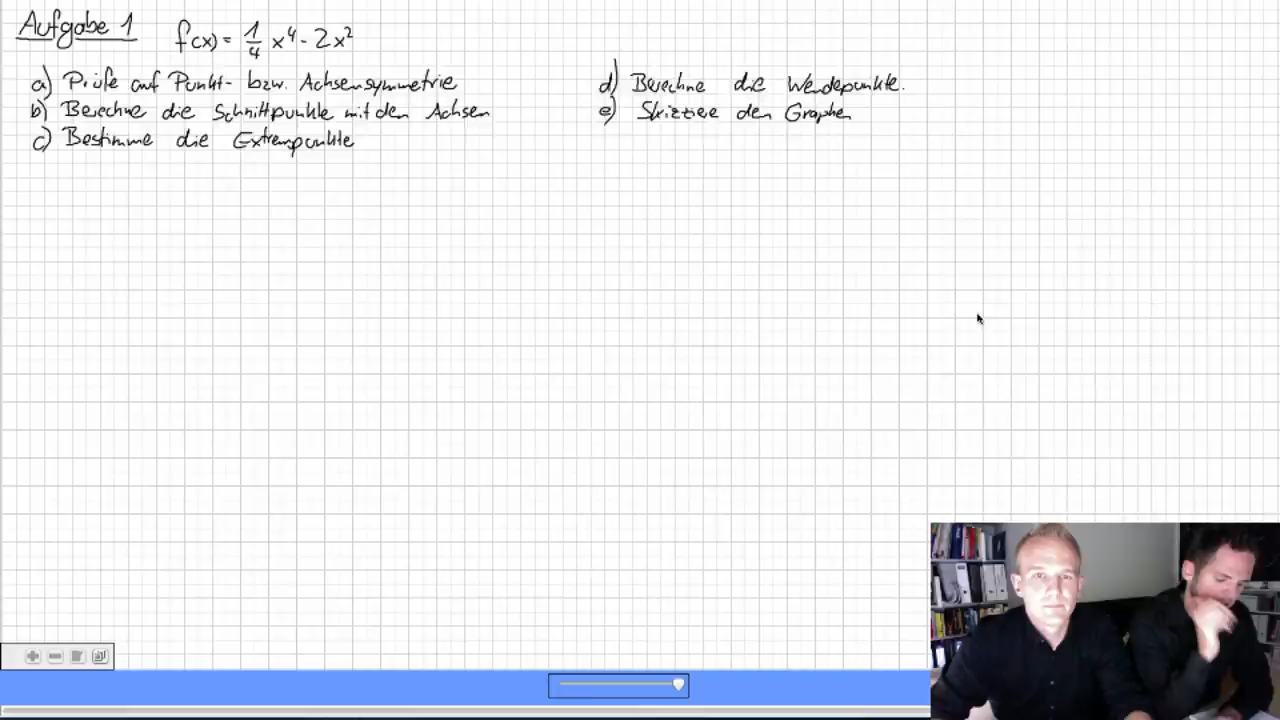 Aufgabe 1 f(x) = 1/4 x⁴ - 2x²
a) Prüfe auf Punkt- bzw. Achsensymmetrie
b) Berechne die Schnittpunkte mit den Achsen
c) Bestimme die Extrempunkte
d) Berechne die Wendepunkte.
e) Skizziere den Graphen